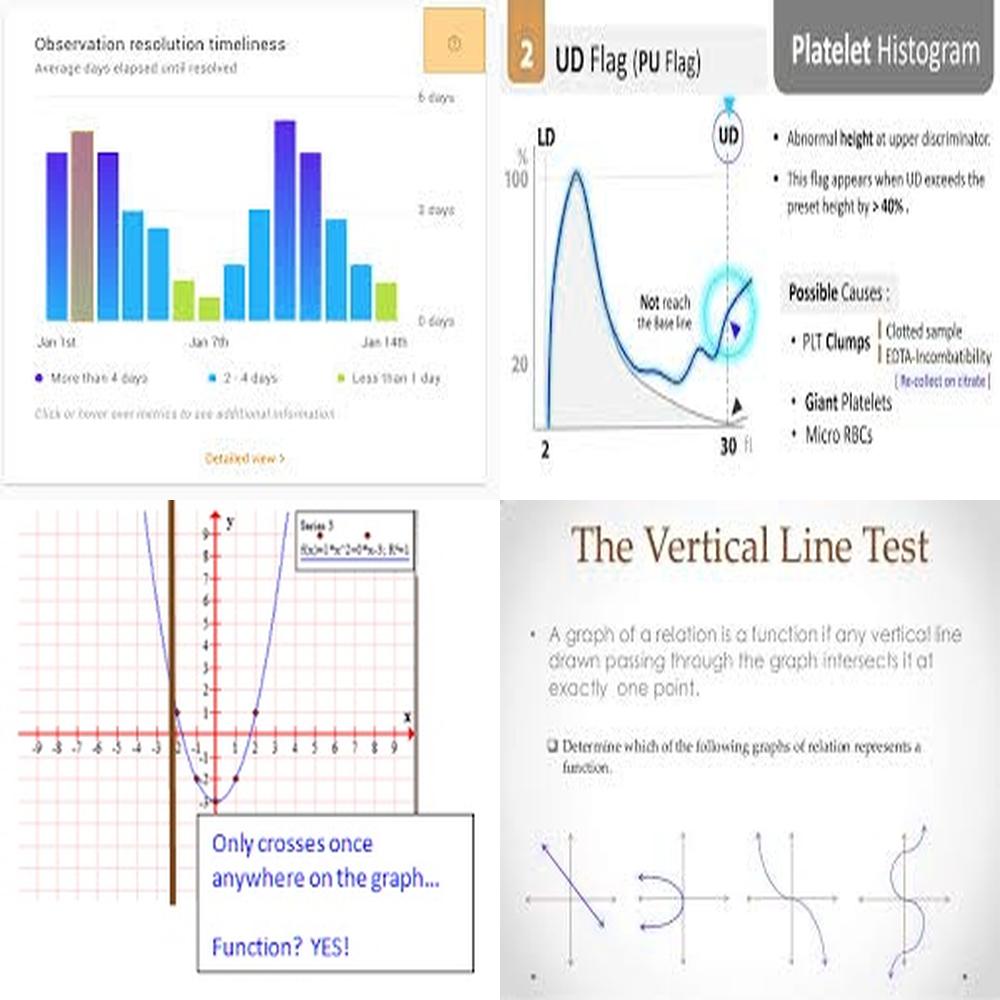 Observation resolution timeliness
Average days elapsed until resolved
6 days
3 days
0 days
Jan 1st
Jan 7th
Jan 14th
More than 4 days
2 - 4 days
Less than 1 day
Click or hover over metrics to see additional information
Detailed view >
2
UD Flag (PU Flag)
Platelet Histogram
LD
UD
%
100
20
2
30 fl
Not reach
the Base line
• Abnormal height at upper discriminator.
• This flag appears when UD exceeds the
preset height by > 40% .
Possible Causes :
• PLT Clumps
Clotted sample
EDTA-Incombatibility
[ Re-collect on citrate ]
• Giant Platelets
• Micro RBCs
y
x
Series 3
9
8
7
6
5
4
3
2
1
-9 -8 -7 -6 -5 -4 -3 -2 -1 1 2 3 4 5 6 7 8 9
-1
-2
-3
Only crosses once
anywhere on the graph...
Function? YES!
The Vertical Line Test
• A graph of a relation is a function if any vertical line
drawn passing through the graph intersects it at
exactly one point.
❑ Determine which of the following graphs of relation represents a
function.